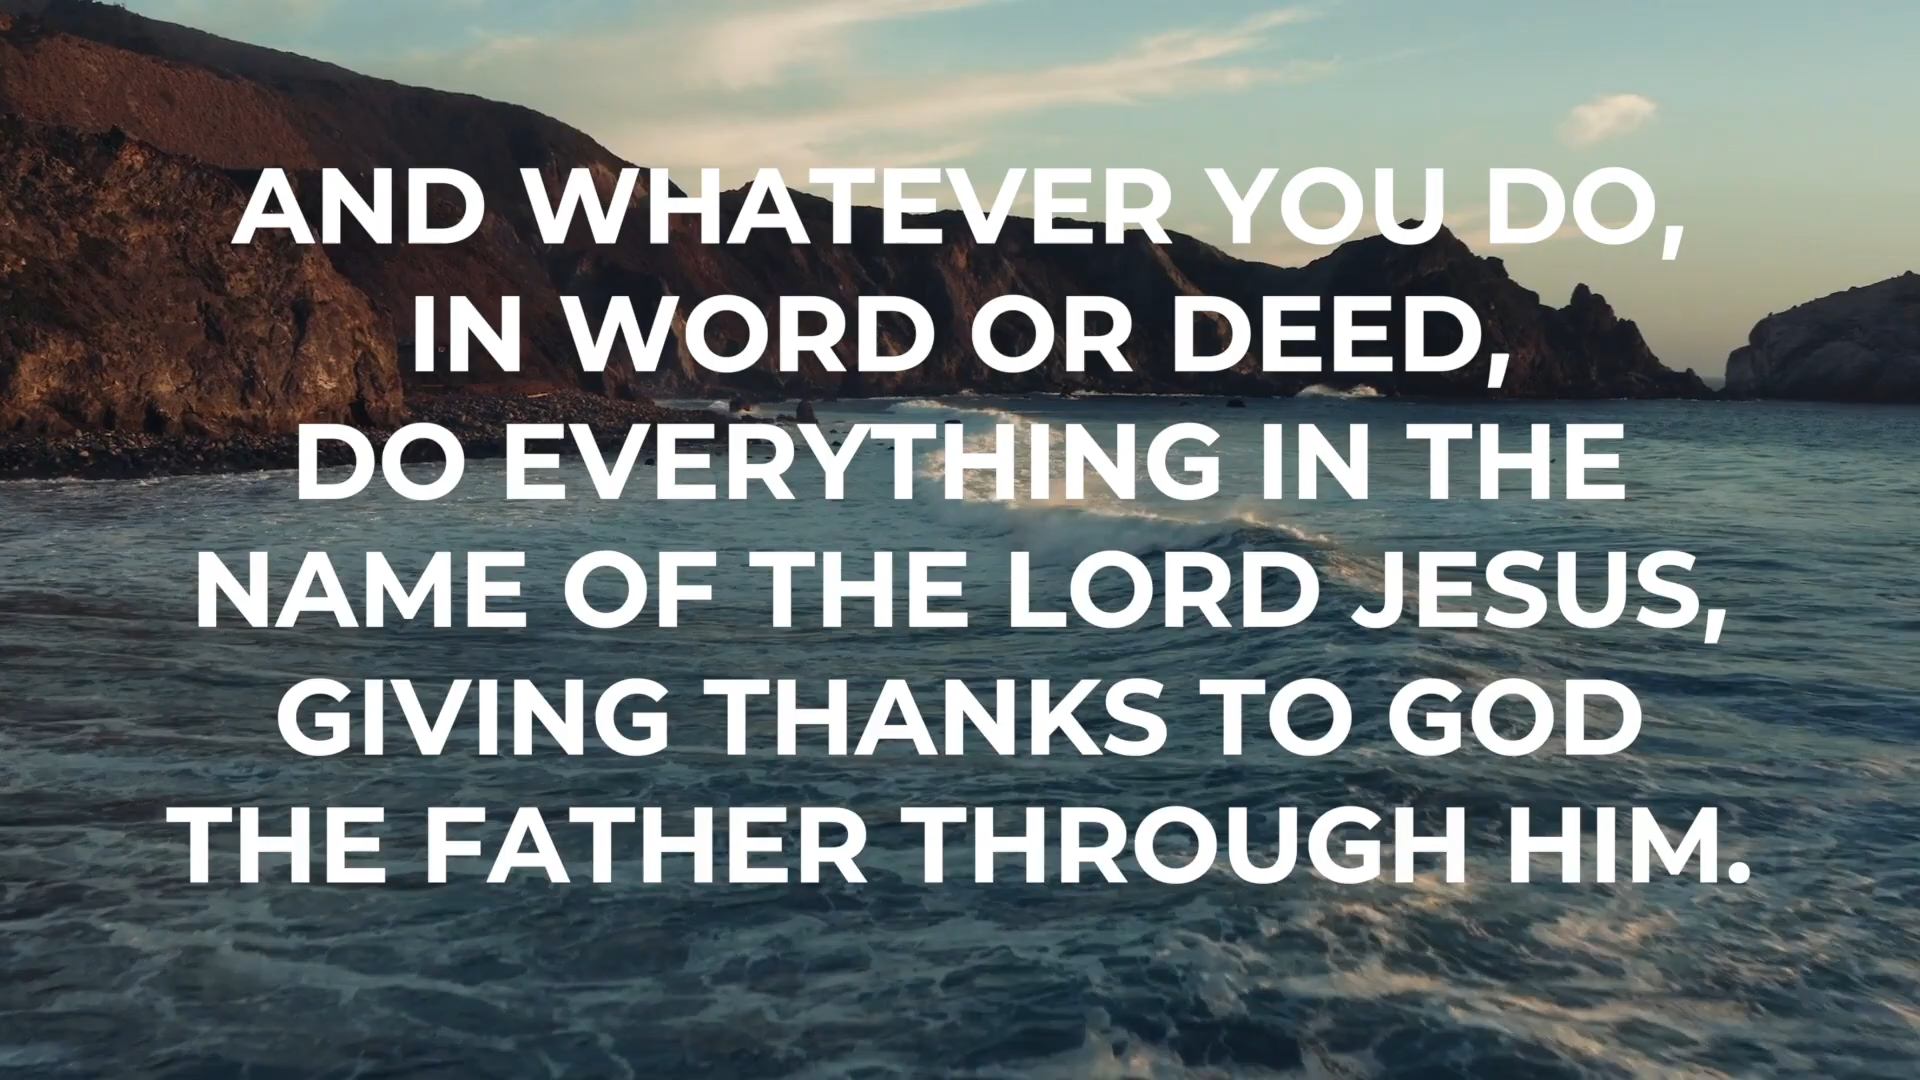 AND WHATEVER YOU DO,
IN WORD OR DEED,
DO EVERYTHING IN THE
NAME OF THE LORD JESUS,
GIVING THANKS TO GOD
THE FATHER THROUGH HIM.